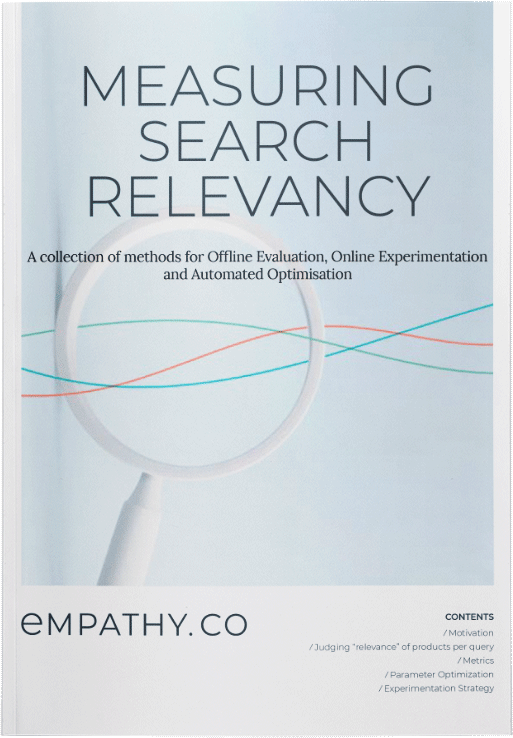 MEASURING
SEARCH
RELEVANCY
A collection of methods for Offline Evaluation, Online Experimentation
and Automated Optimisation
eMPATHY.CO
CONTENTS
/ Motivation
/ Judging "relevance" of products per query
/ Metrics
/ Parameter Optimization
/ Experimentation Strategy